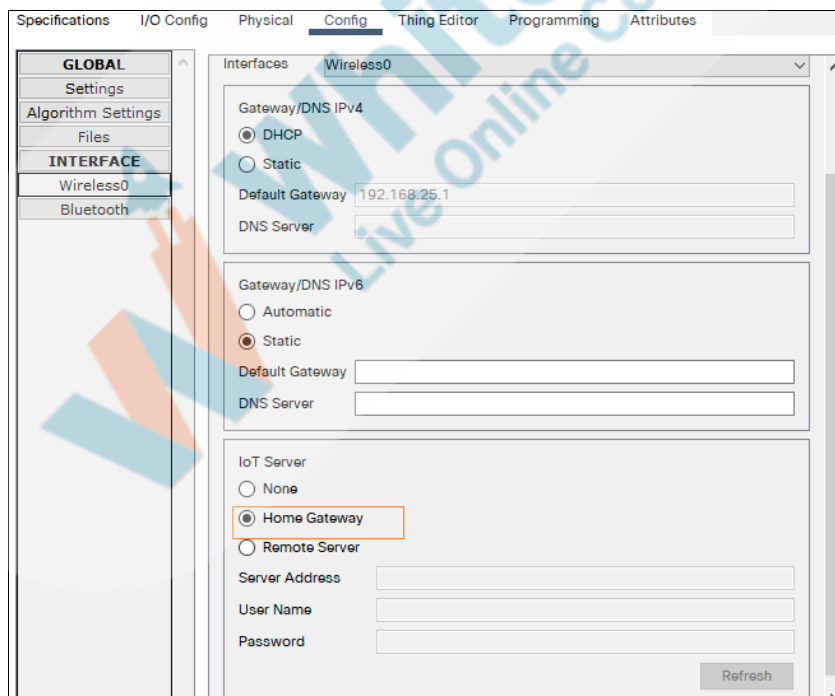 Specifications I/O Config Physical Config Thing Editor Programming Attributes
GLOBAL
Settings
Algorithm Settings
Files
INTERFACE
Wireless0
Bluetooth
Interfaces Wireless0
Gateway/DNS IPv4
DHCP
Static
Default Gateway 192.168.25.1
DNS Server
Gateway/DNS IPv6
Automatic
Static
Default Gateway
DNS Server
IoT Server
None
Home Gateway
Remote Server
Server Address
User Name
Password
Refresh
Live Online